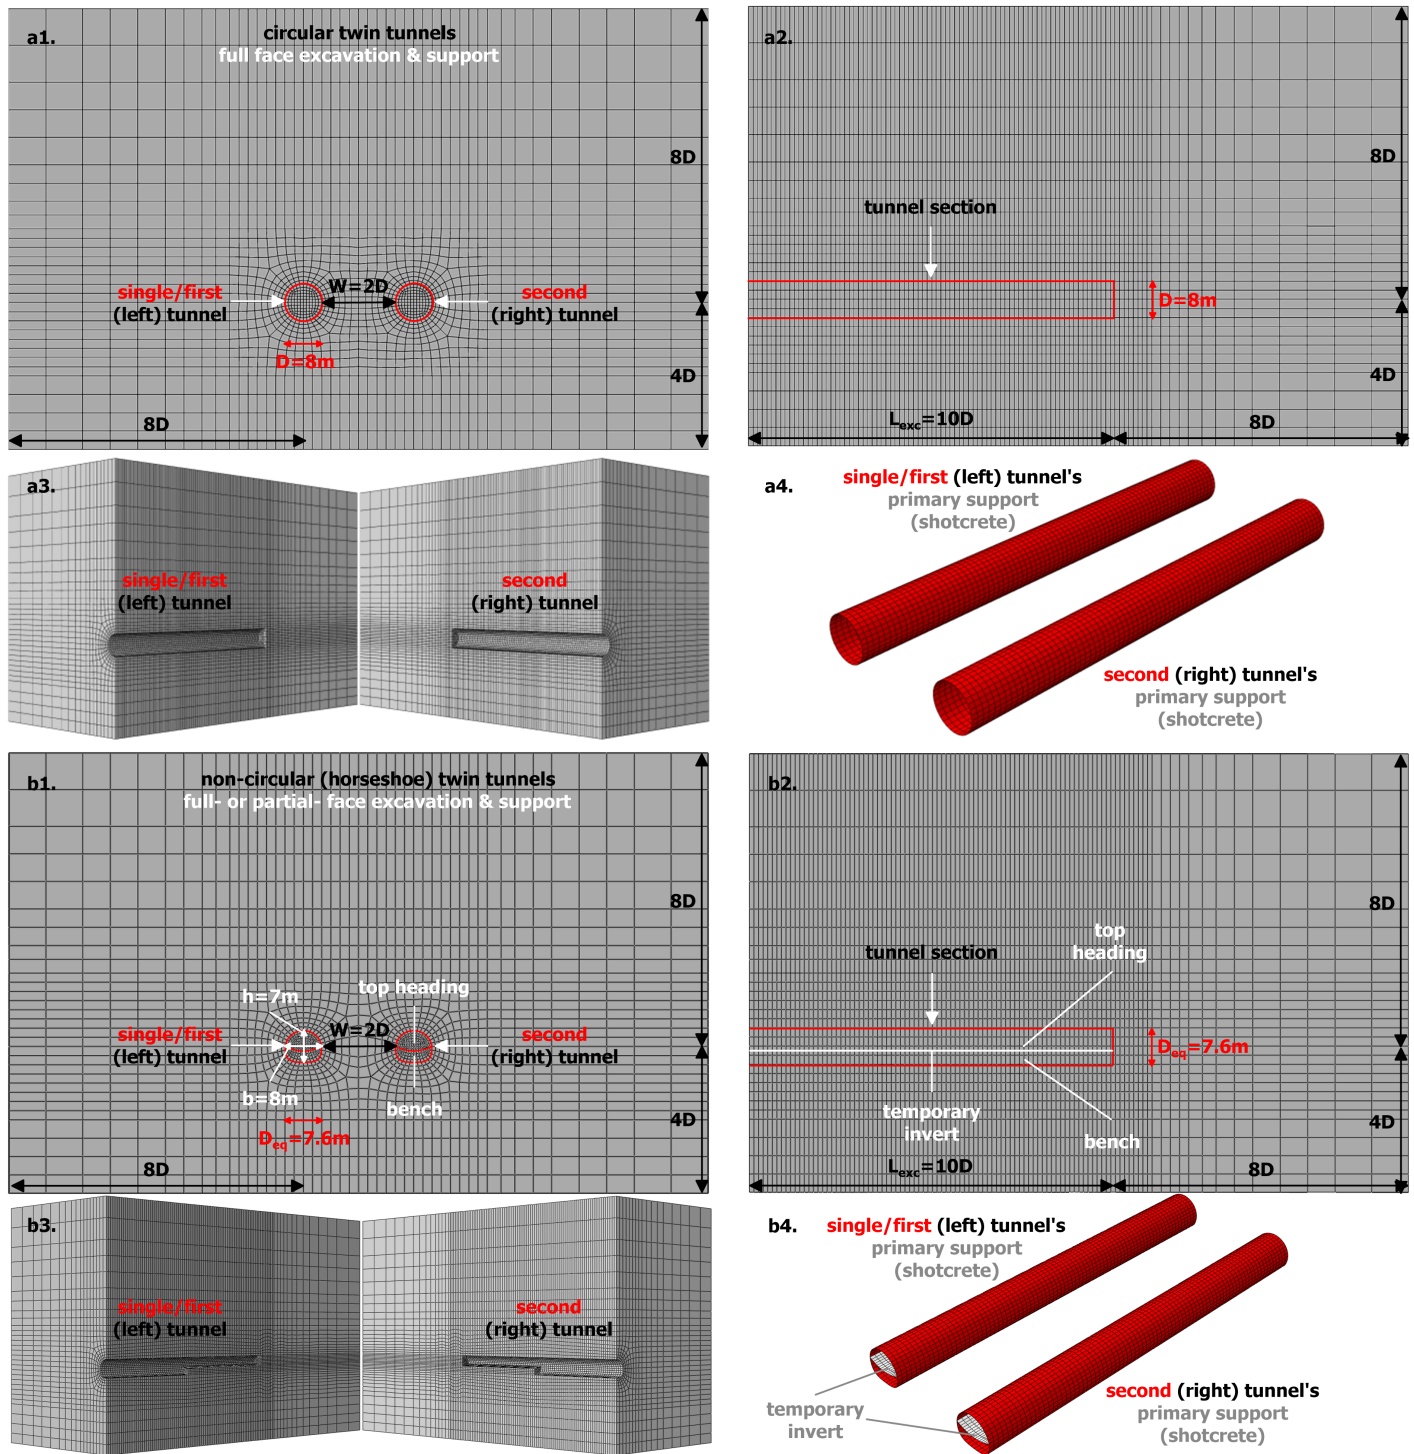 a1.
circular twin tunnels
full face excavation & support
8D
W=2D
single/first
(left) tunnel
second
(right) tunnel
D=8m
4D
8D
a2.
8D
tunnel section
D=8m
4D
Lexc=10D
8D
a3.
single/first
(left) tunnel
second
(right) tunnel
a4.
single/first (left) tunnel's
primary support
(shotcrete)
second (right) tunnel's
primary support
(shotcrete)
b1.
non-circular (horseshoe) twin tunnels
full- or partial- face excavation & support
8D
h=7m
top heading
W=2D
single/first
(left) tunnel
second
(right) tunnel
b=8m
bench
Deq=7.6m
4D
8D
b2.
8D
top
heading
tunnel section
Deq=7.6m
temporary
invert
bench
4D
Lexc=10D
8D
b3.
single/first
(left) tunnel
second
(right) tunnel
b4.
single/first (left) tunnel's
primary support
(shotcrete)
temporary
invert
second (right) tunnel's
primary support
(shotcrete)